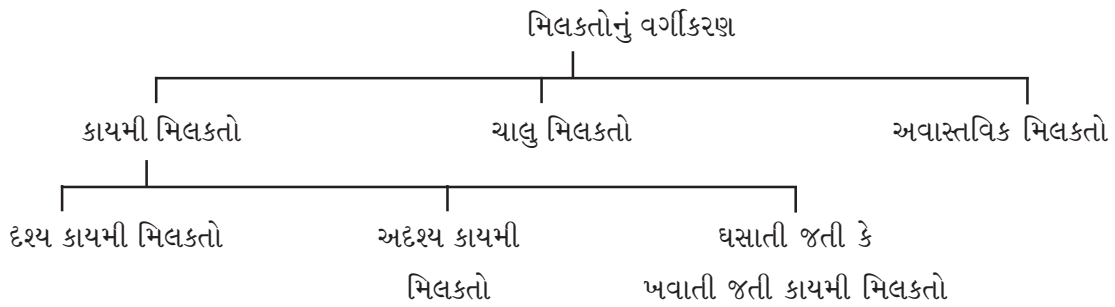 મિલકતોનું વર્ગીકરણ
કાયમી મિલકતો ચાલુ મિલકતો અવાસ્તવિક મિલકતો
દૃશ્ય કાયમી મિલકતો અદૃશ્ય કાયમી ઘસાતી જતી કે
મિલકતો ખવાતી જતી કાયમી મિલકતો